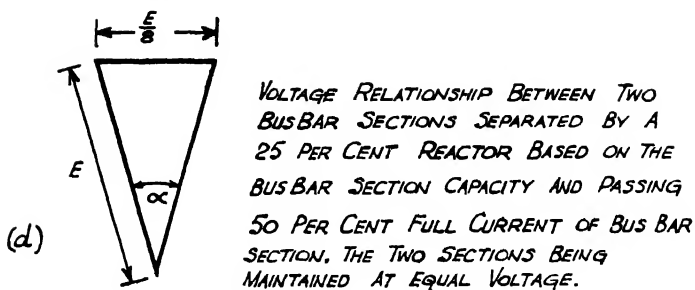 E
8
E
∝
(d)
VOLTAGE RELATIONSHIP BETWEEN TWO
BUS BAR SECTIONS SEPARATED BY A
25 PER CENT REACTOR BASED ON THE
BUS BAR SECTION CAPACITY AND PASSING
50 PER CENT FULL CURRENT OF BUS BAR
SECTION. THE TWO SECTIONS BEING
MAINTAINED AT EQUAL VOLTAGE.